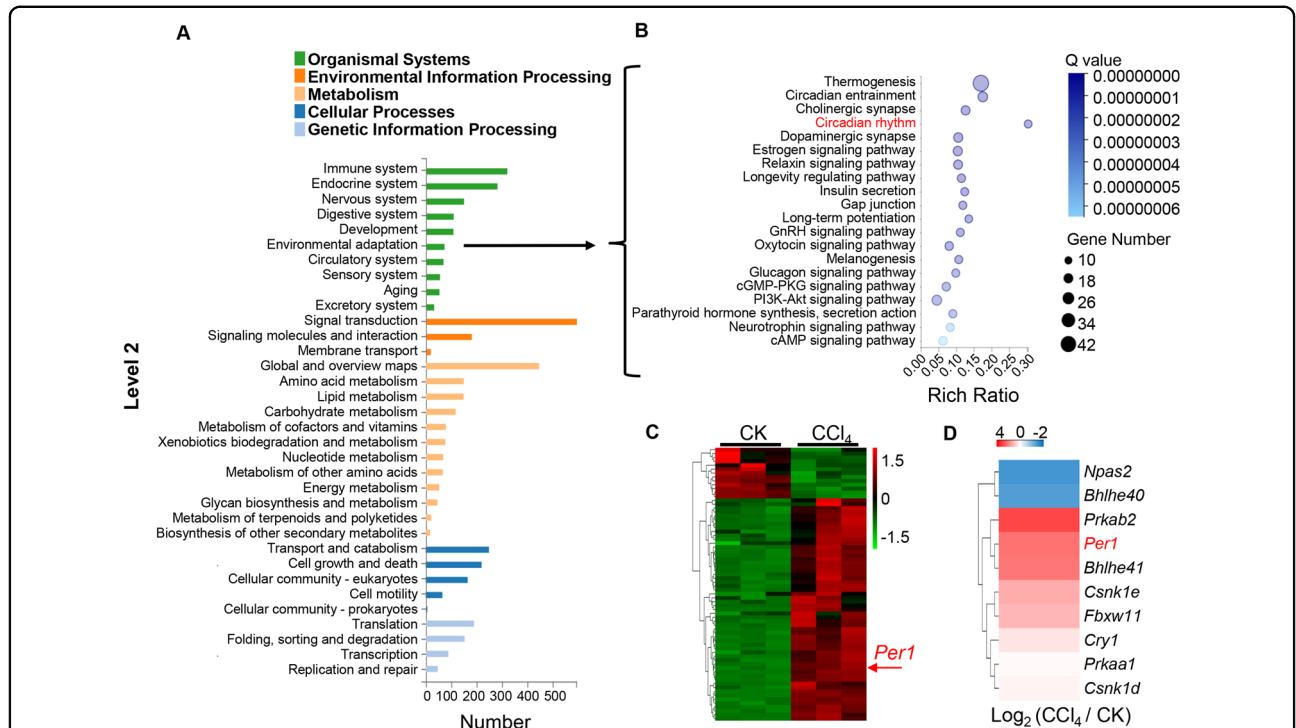 A
Organismal Systems
Environmental Information Processing
Metabolism
Cellular Processes
Genetic Information Processing
Level 2
Immune system
Endocrine system
Nervous system
Digestive system
Development
Environmental adaptation
Circulatory system
Sensory system
Aging
Excretory system
Signal transduction
Signaling molecules and interaction
Membrane transport
Global and overview maps
Amino acid metabolism
Lipid metabolism
Carbohydrate metabolism
Metabolism of cofactors and vitamins
Xenobiotics biodegradation and metabolism
Nucleotide metabolism
Metabolism of other amino acids
Energy metabolism
Glycan biosynthesis and metabolism
Metabolism of terpenoids and polyketides
Biosynthesis of other secondary metabolites
Transport and catabolism
Cell growth and death
Cellular community - eukaryotes
Cell motility
Cellular community - prokaryotes
Translation
Folding, sorting and degradation
Transcription
Replication and repair
0 100 200 300 400 500
Number
B
Thermogenesis
Circadian entrainment
Cholinergic synapse
Circadian rhythm
Dopaminergic synapse
Estrogen signaling pathway
Relaxin signaling pathway
Longevity regulating pathway
Insulin secretion
Gap junction
Long-term potentiation
GnRH signaling pathway
Oxytocin signaling pathway
Melanogenesis
Glucagon signaling pathway
cGMP-PKG signaling pathway
PI3K-Akt signaling pathway
Parathyroid hormone synthesis, secretion action
Neurotrophin signaling pathway
cAMP signaling pathway
0.00 0.05 0.10 0.15 0.20 0.25 0.30
Rich Ratio
Q value
0.00000000
0.00000001
0.00000002
0.00000003
0.00000004
0.00000005
0.00000006
Gene Number
10
18
26
34
42
C
CK CCl4
1.5
0
-1.5
Per1
D
4 0 -2
Npas2
Bhlhe40
Prkab2
Per1
Bhlhe41
Csnk1e
Fbxw11
Cry1
Prkaa1
Csnk1d
Log2 (CCl4 / CK)